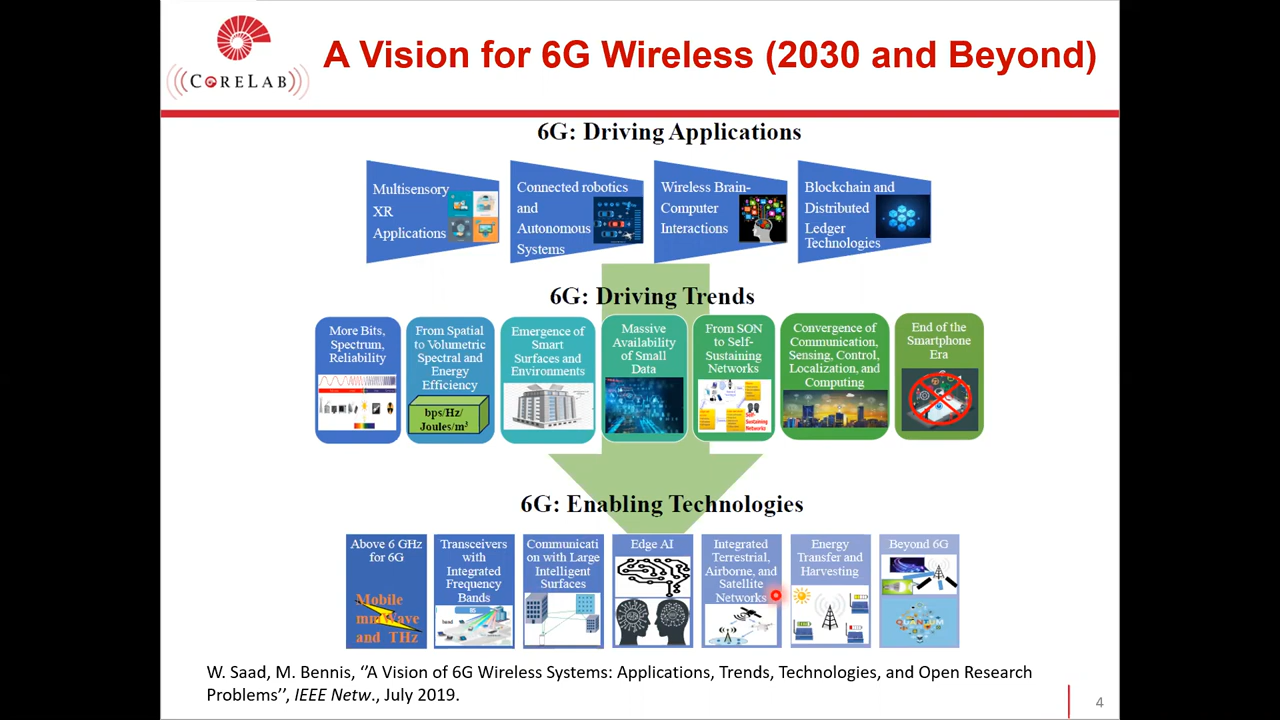 CORELAB
A Vision for 6G Wireless (2030 and Beyond)
6G: Driving Applications
Multisensory
XR
Applications
Connected robotics
and
Autonomous
Systems
Wireless Brain-
Computer
Interactions
Blockchain and
Distributed
Ledger
Technologies
6G: Driving Trends
More Bits,
Spectrum,
Reliability
From Spatial
to Volumetric
Spectral and
Energy
Efficiency
bps/Hz/
Joules/m³
Emergence of
Smart
Surfaces and
Environments
Massive
Availability
of Small
Data
From SON
to Self-
Sustaining
Networks
Self-
Sustaining
Networks
Convergence of
Communication,
Sensing, Control,
Localization, and
Computing
End of the
Smartphone
Era
6G: Enabling Technologies
Above 6 GHz
for 6G
Mobile
mmWave
and THz
Transceivers
with
Integrated
Frequency
Bands
BS
Communicati
on with Large
Intelligent
Surfaces
Edge AI
Integrated
Terrestrial,
Airborne, and
Satellite
Networks
Energy
Transfer and
Harvesting
Beyond 6G
QUANTUM
W. Saad, M. Bennis, ‘‘A Vision of 6G Wireless Systems: Applications, Trends, Technologies, and Open Research
Problems’’, IEEE Netw., July 2019.
4